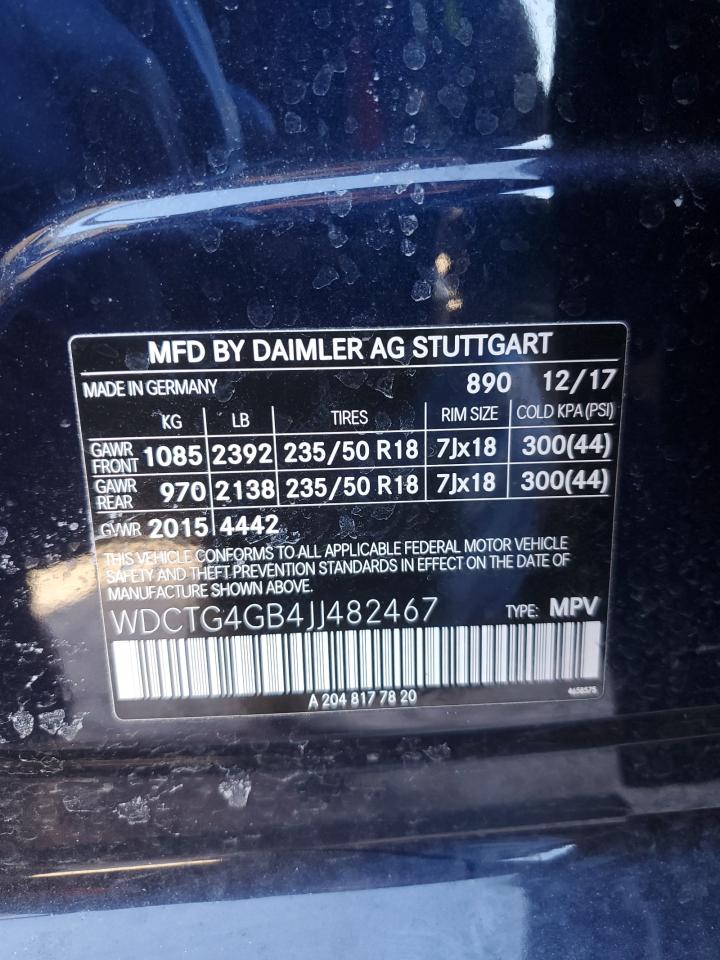 MFD BY DAIMLER AG STUTTGART
MADE IN GERMANY 890 12/17
KG LB TIRES RIM SIZE COLD KPA (PSI)
GAWR FRONT 1085 2392 235/50 R18 7Jx18 300(44)
GAWR REAR 970 2138 235/50 R18 7Jx18 300(44)
GVWR 2015 4442
THIS VEHICLE CONFORMS TO ALL APPLICABLE FEDERAL MOTOR VEHICLE
SAFETY AND THEFT PREVENTION STANDARDS IN EFFECT ON THE DATE OF
MANUFACTURE SHOWN ABOVE.
WDCTG4GB4JJ482467 TYPE: MPV
A 204 817 78 20 4658575